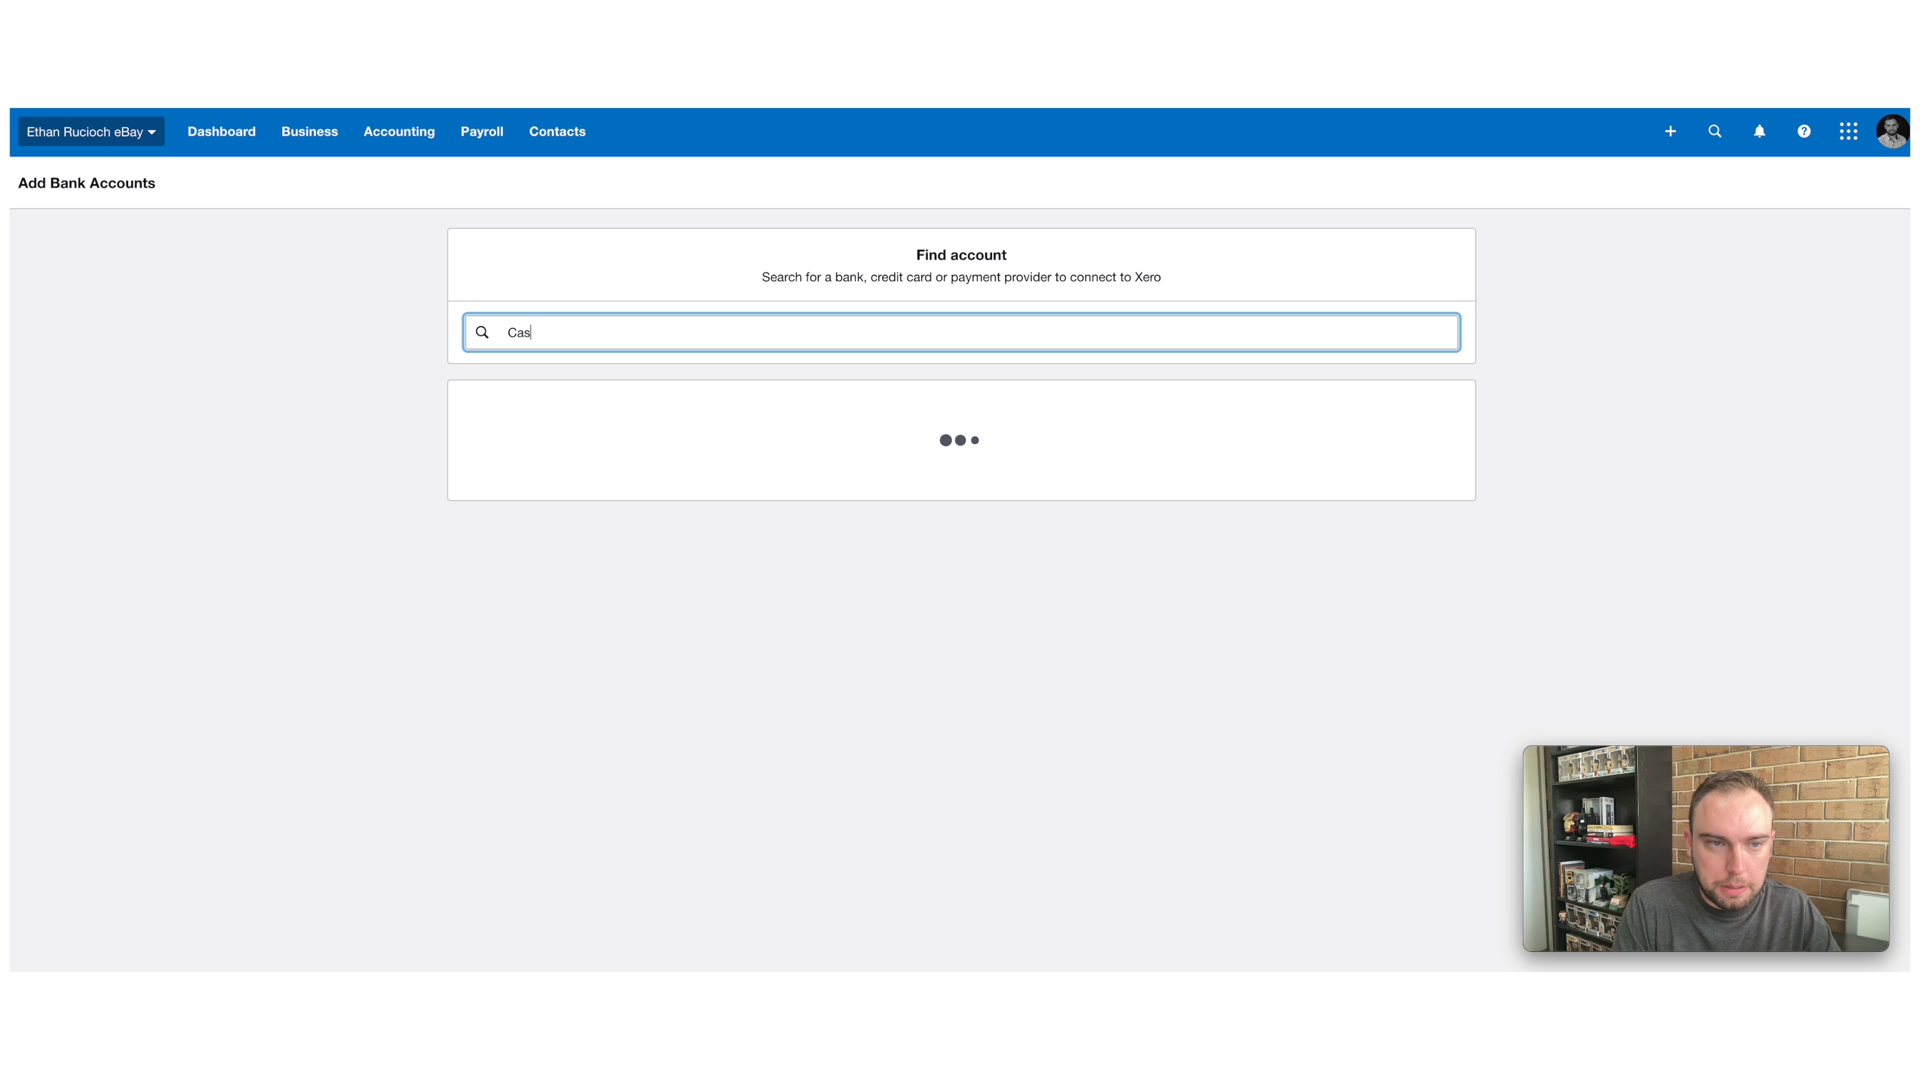 Ethan Rucioch eBay
Dashboard
Business
Accounting
Payroll
Contacts
Add Bank Accounts
Find account
Search for a bank, credit card or payment provider to connect to Xero
Cas